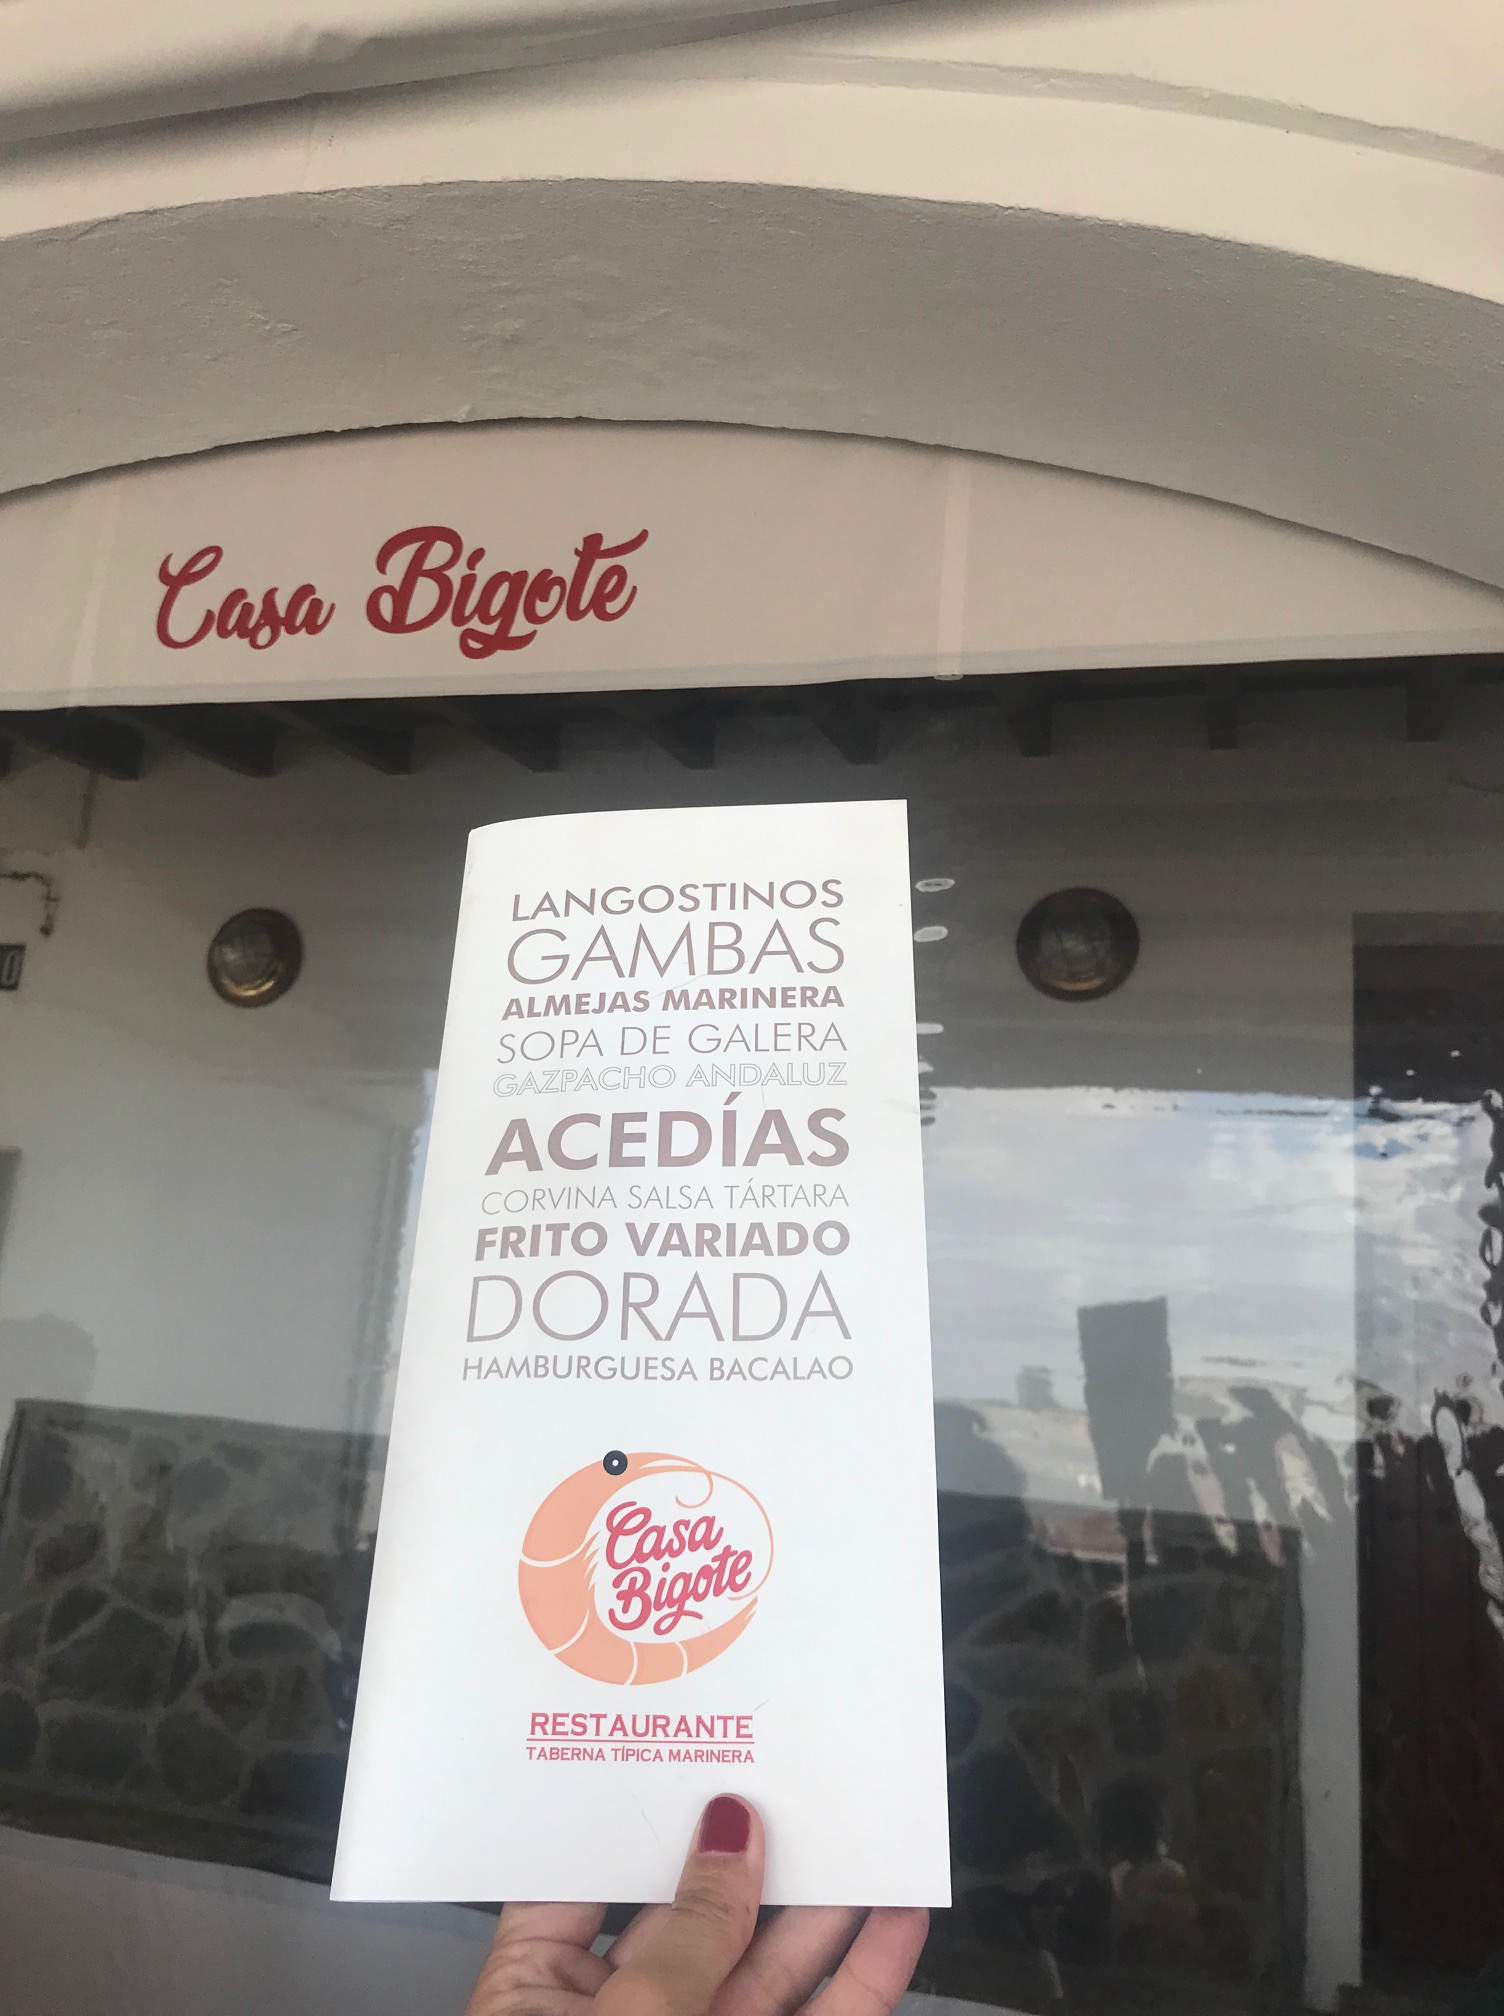 Casa Bigote
LANGOSTINOS
GAMBAS
ALMEJAS MARINERA
SOPA DE GALERA
GAZPACHO ANDALUZ
ACEDÍAS
CORVINA SALSA TÁRTARA
FRITO VARIADO
DORADA
HAMBURGUESA BACALAO
Casa
Bigote
RESTAURANTE
TABERNA TÍPICA MARINERA